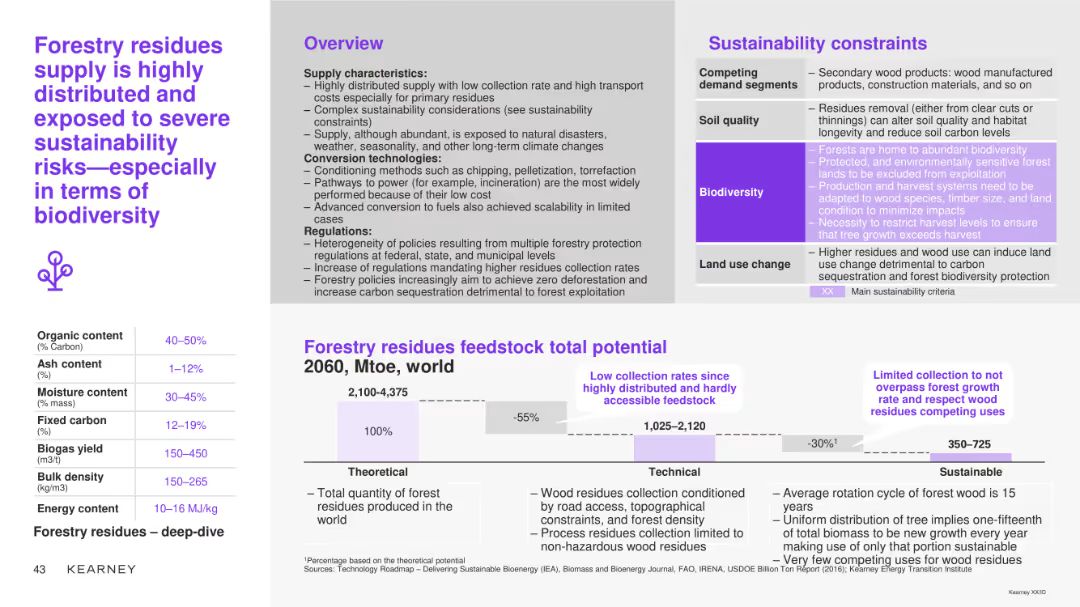 Forestry residues
supply is highly
distributed and
exposed to severe
sustainability
risks—especially
in terms of
biodiversity
Organic content
(% Carbon)
40–50%
Ash content
(%)
1–12%
Moisture content
(% mass)
30–45%
Fixed carbon
(%)
12–19%
Biogas yield
(m3/t)
150–450
Bulk density
(kg/m3)
150–265
Energy content
10–16 MJ/kg
Forestry residues – deep-dive
43 KEARNEY
Overview
Supply characteristics:
– Highly distributed supply with low collection rate and high transport
costs especially for primary residues
– Complex sustainability considerations (see sustainability
constraints)
– Supply, although abundant, is exposed to natural disasters,
weather, seasonality, and other long-term climate changes
Conversion technologies:
– Conditioning methods such as chipping, pelletization, torrefaction
– Pathways to power (for example, incineration) are the most widely
performed because of their low cost
– Advanced conversion to fuels also achieved scalability in limited
cases
Regulations:
– Heterogeneity of policies resulting from multiple forestry protection
regulations at federal, state, and municipal levels
– Increase of regulations mandating higher residues collection rates
– Forestry policies increasingly aim to achieve zero deforestation and
increase carbon sequestration detrimental to forest exploitation
Sustainability constraints
Competing
demand segments
– Secondary wood products: wood manufactured
products, construction materials, and so on
Soil quality
– Residues removal (either from clear cuts or
thinnings) can alter soil quality and habitat
longevity and reduce soil carbon levels
Biodiversity
– Forests are home to abundant biodiversity
– Protected, and environmentally sensitive forest
lands to be excluded from exploitation
– Production and harvest systems need to be
adapted to wood species, timber size, and land
condition to minimize impacts
– Necessity to restrict harvest levels to ensure
that tree growth exceeds harvest
Land use change
– Higher residues and wood use can induce land
use change detrimental to carbon
sequestration and forest biodiversity protection
XX Main sustainability criteria
Forestry residues feedstock total potential
2060, Mtoe, world
Low collection rates since
highly distributed and hardly
accessible feedstock
Limited collection to not
overpass forest growth
rate and respect wood
residues competing uses
2,100-4,375
100%
-55%
1,025–2,120
-30%¹
350–725
Theoretical
Technical
Sustainable
– Total quantity of forest
residues produced in the
world
– Wood residues collection conditioned
by road access, topographical
constraints, and forest density
– Process residues collection limited to
non-hazardous wood residues
– Average rotation cycle of forest wood is 15
years
– Uniform distribution of tree implies one-fifteenth
of total biomass to be new growth every year
making use of only that portion sustainable
– Very few competing uses for wood residues
¹Percentage based on the theoretical potential
Sources: Technology Roadmap – Delivering Sustainable Bioenergy (IEA), Biomass and Bioenergy Journal, FAO, IRENA, USDOE Billion Ton Report (2016); Kearney Energy Transition Institute